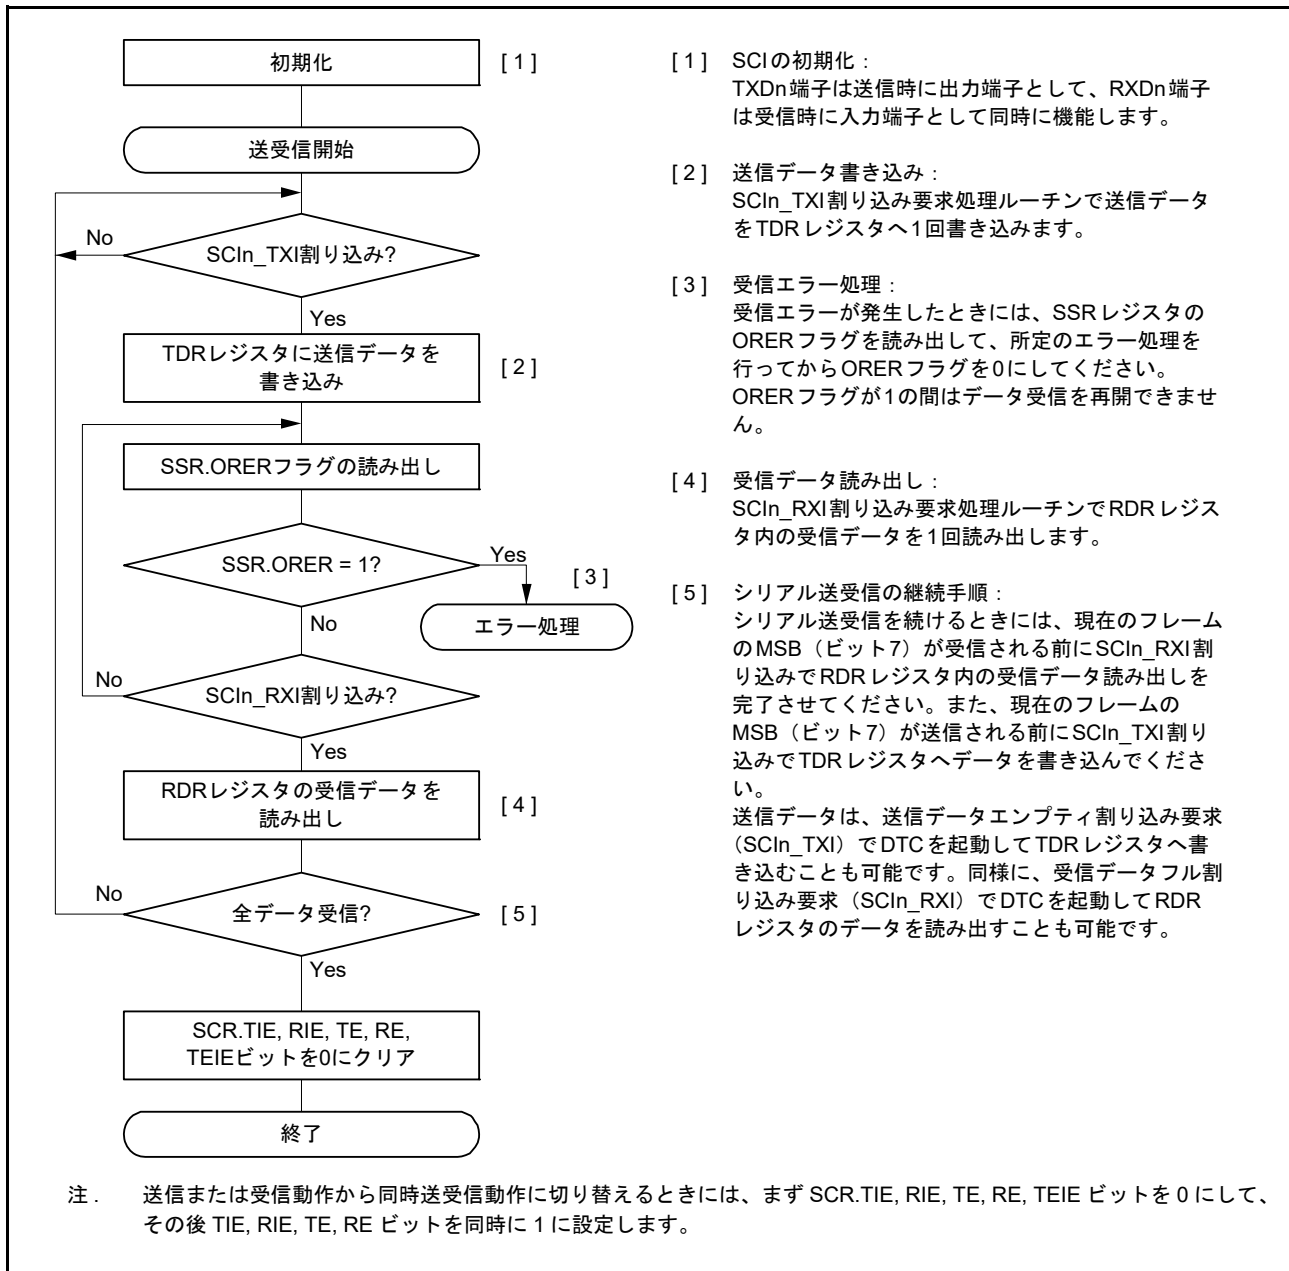 初期化
[ 1 ]
送受信開始
No
SCIn_TXI割り込み?
Yes
TDRレジスタに送信データを
書き込み
[ 2 ]
SSR.ORERフラグの読み出し
SSR.ORER = 1?
Yes
[ 3 ]
エラー処理
No
No
SCIn_RXI割り込み?
Yes
RDRレジスタの受信データを
読み出し
[ 4 ]
No
全データ受信?
[ 5 ]
Yes
SCR.TIE, RIE, TE, RE,
TEIEビットを0にクリア
終了
[ 1 ] SCIの初期化：
TXDn端子は送信時に出力端子として、RXDn端子
は受信時に入力端子として同時に機能します。
[ 2 ] 送信データ書き込み：
SCIn_TXI割り込み要求処理ルーチンで送信データ
をTDRレジスタへ1回書き込みます。
[ 3 ] 受信エラー処理：
受信エラーが発生したときには、SSRレジスタの
ORERフラグを読み出して、所定のエラー処理を
行ってからORERフラグを0にしてください。
ORERフラグが1の間はデータ受信を再開できませ
ん。
[ 4 ] 受信データ読み出し：
SCIn_RXI割り込み要求処理ルーチンでRDRレジス
タ内の受信データを1回読み出します。
[ 5 ] シリアル送受信の継続手順：
シリアル送受信を続けるときには、現在のフレーム
のMSB（ビット7）が受信される前にSCIn_RXI割
り込みでRDRレジスタ内の受信データ読み出しを
完了させてください。また、現在のフレームの
MSB（ビット7）が送信される前にSCIn_TXI割り
込みでTDRレジスタへデータを書き込んでくださ
い。
送信データは、送信データエンプティ割り込み要求
（SCIn_TXI）でDTCを起動してTDRレジスタへ書
き込むことも可能です。同様に、受信データフル割
り込み要求（SCIn_RXI）でDTCを起動してRDR
レジスタのデータを読み出すことも可能です。
注． 送信または受信動作から同時送受信動作に切り替えるときには、まず SCR.TIE, RIE, TE, RE, TEIE ビットを 0 にして、
その後 TIE, RIE, TE, RE ビットを同時に 1 に設定します。